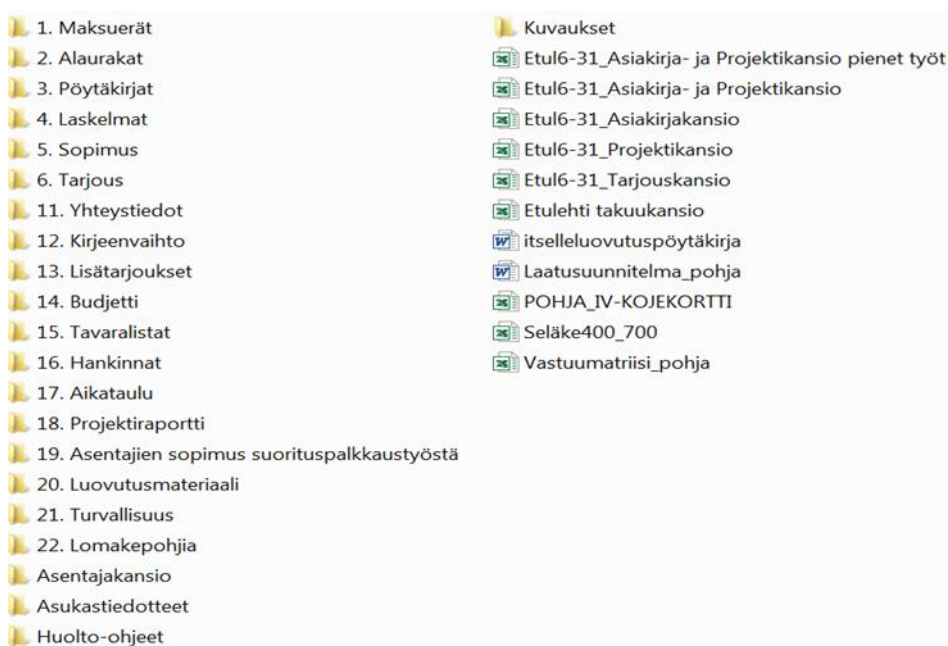 1. Maksuerät
2. Alaurakat
3. Pöytäkirjat
4. Laskelmat
5. Sopimus
6. Tarjous
11. Yhteystiedot
12. Kirjeenvaihto
13. Lisätarjoukset
14. Budjetti
15. Tavaralistat
16. Hankinnat
17. Aikataulu
18. Projektiraportti
19. Asentajien sopimus suorituspalkkaustyöstä
20. Luovutusmateriaali
21. Turvallisuus
22. Lomakepohjia
Asentajakansio
Asukastiedotteet
Huolto-ohjeet
Kuvaukset
Etul6-31_Asiakirja- ja Projektikansio pienet työt
Etul6-31_Asiakirja- ja Projektikansio
Etul6-31_Asiakirjakansio
Etul6-31_Projektikansio
Etul6-31_Tarjouskansio
Etulehti takuukansio
itselleluovutuspöytäkirja
Laatusuunnitelma_pohja
POHJA_IV-KOJEKORTTI
Seläke400_700
Vastuumatriisi_pohja